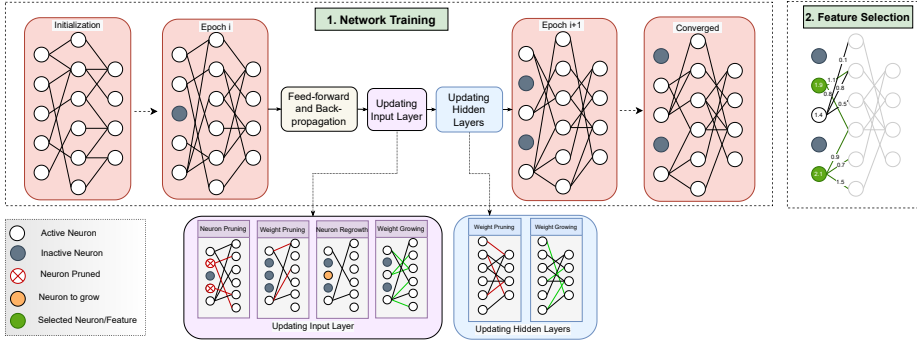 1. Network Training
2. Feature Selection
Initialization
Epoch i
Epoch i+1
Converged
Feed-forward
and Back-
propagation
Updating
Input Layer
Updating
Hidden
Layers
0.1
1.1
0.8
0.8
0.5
0.9
0.7
1.5
1.9
1.4
2.1
Active Neuron
Inactive Neuron
Neuron Pruned
Neuron to grow
Selected Neuron/Feature
Neuron Pruning
Weight Pruning
Neuron Regrowth
Weight Growing
Updating Input Layer
Weight Pruning
Weight Growing
Updating Hidden Layers